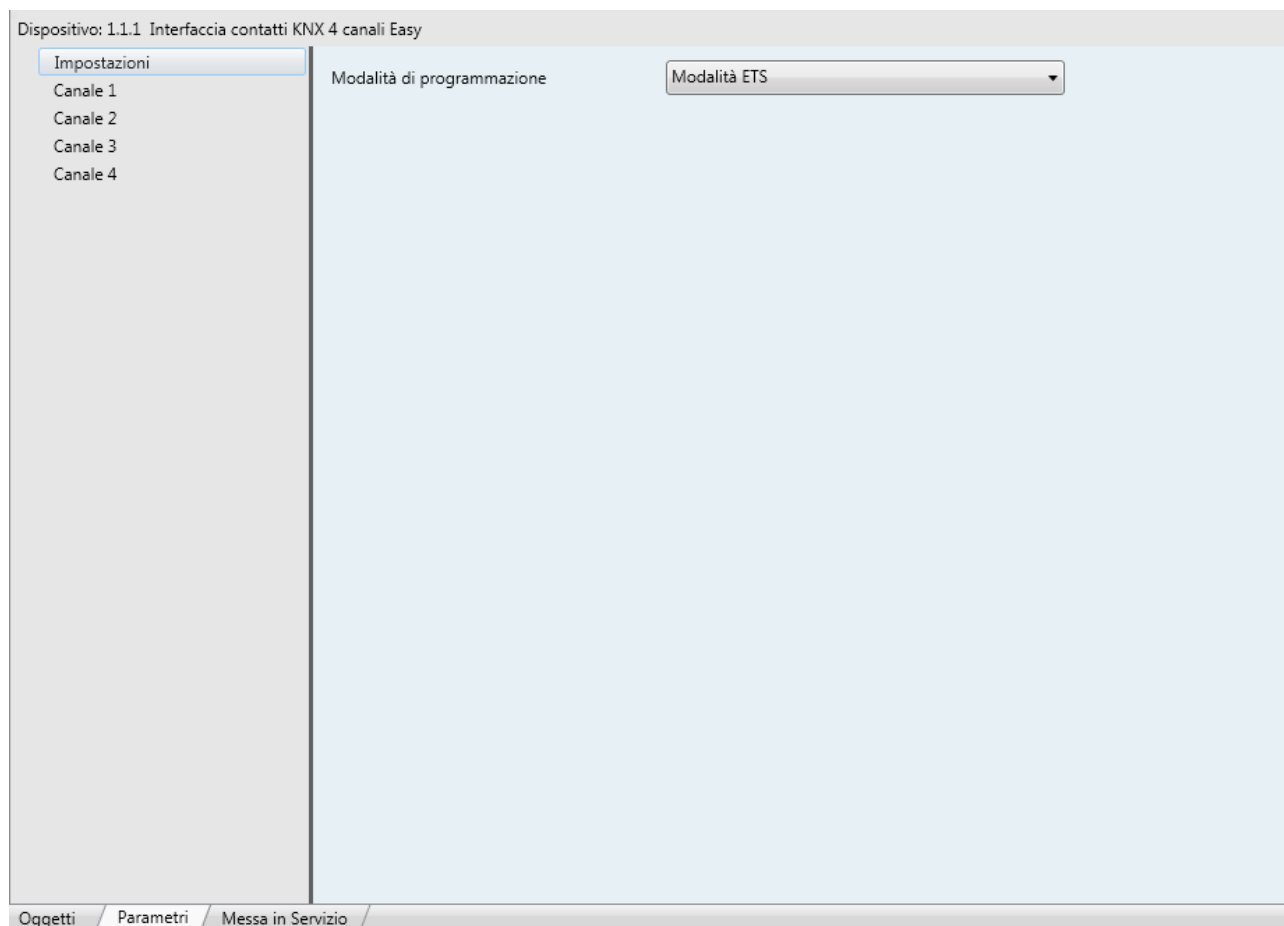 Dispositivo: 1.1.1 Interfaccia contatti KNX 4 canali Easy
Impostazioni
Canale 1
Canale 2
Canale 3
Canale 4
Modalità di programmazione
Modalità ETS
Oggetti
Parametri
Messa in Servizio